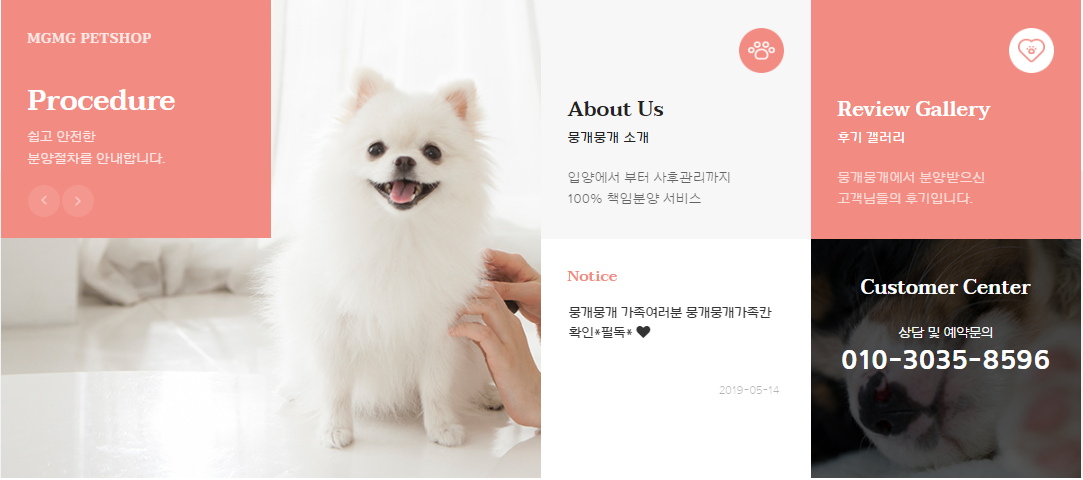 MGMG PETSHOP
Procedure
쉽고 안전한
분양절차를 안내합니다.
About Us
뭉개뭉개 소개
입양에서 부터 사후관리까지
100% 책임분양 서비스
Review Gallery
후기 갤러리
뭉개뭉개에서 분양받으신
고객님들의 후기입니다.
Notice
뭉개뭉개 가족여러분 뭉개뭉개가족칸
확인*필독* ♥
2019-05-14
Customer Center
상담 및 예약문의
010-3035-8596